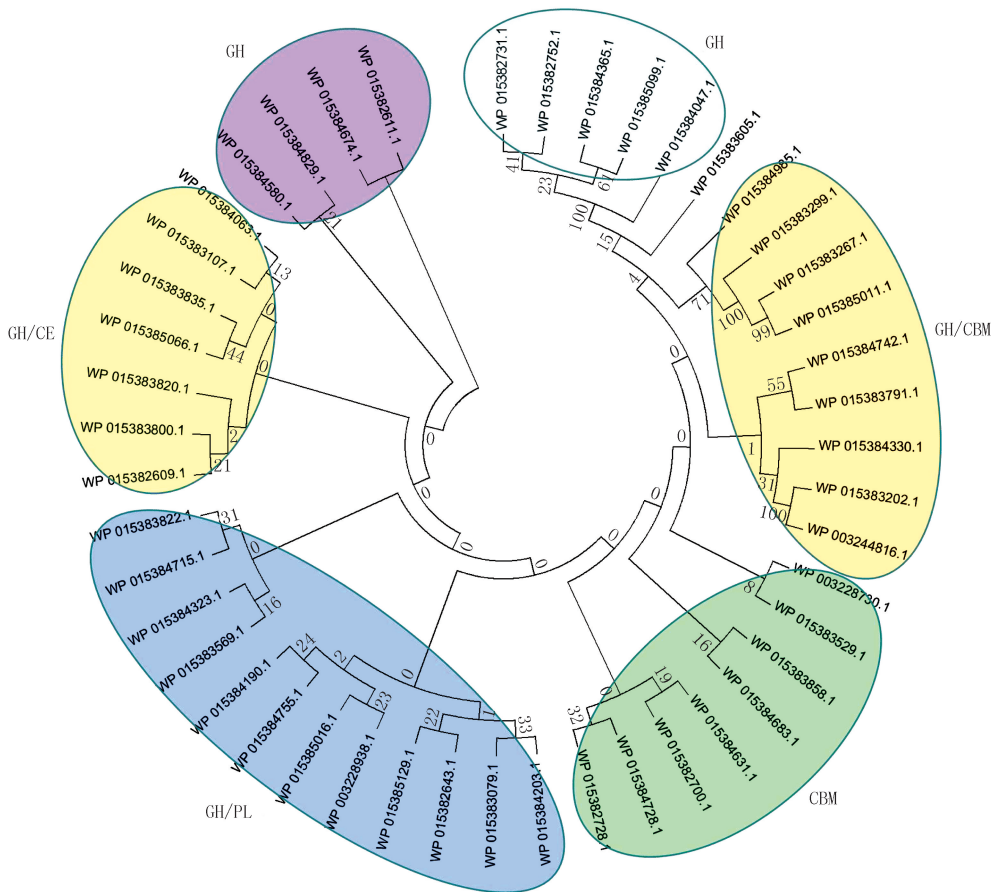 GH
WP 015382611.1
WP 015384674.1
WP 015384829.1
WP 015384580.1
21
GH
WP 015382731.1
WP 015382752.1
WP 015384365.1
WP 015385099.1
WP 015384047.1
WP 015383605.1
41
23
61
100
15
4
GH/CBM
WP 015384985.1
WP 015383299.1
WP 015383267.1
WP 015385011.1
WP 015384742.1
WP 015383791.1
WP 015384330.1
WP 015383202.1
WP 003244816.1
71
100
99
55
1
31
100
0
0
0
0
0
0
0
0
CBM
WP 003228730.1
WP 015383529.1
WP 015383858.1
WP 015384683.1
WP 015384631.1
WP 015382700.1
WP 015384728.1
WP 015382728.1
8
16
19
0
32
GH/PL
WP 015384203.1
WP 015383079.1
WP 015382643.1
WP 015385129.1
WP 003228938.1
WP 015385016.1
WP 015384755.1
WP 015384190.1
WP 015383569.1
WP 015384323.1
WP 015384715.1
WP 015383822.1
33
1
22
0
23
2
24
16
0
31
GH/CE
WP 015382609.1
WP 015383800.1
WP 015383820.1
WP 015385066.1
WP 015383835.1
WP 015383107.1
WP 015384063.1
21
2
0
44
0
13